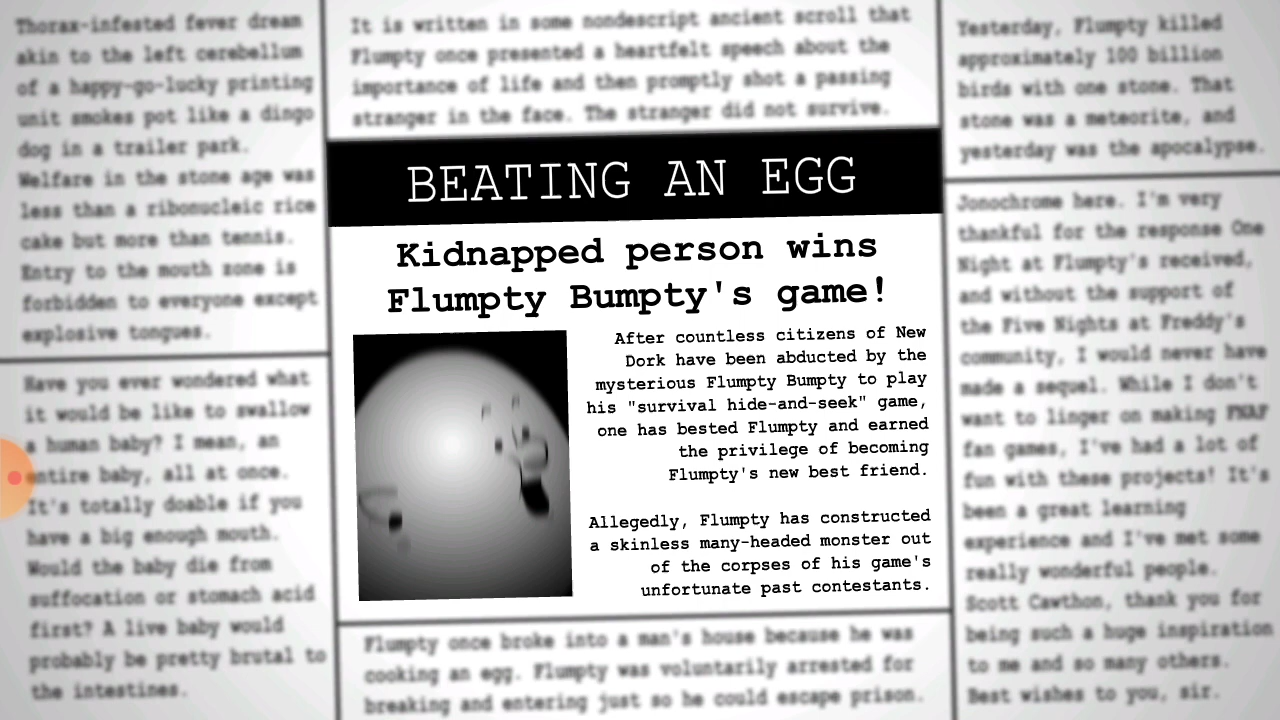 Thorax-infested fever dream
akin to the left cerebellum
of a happy-go-lucky printing
unit smokes pot like a dingo
dog in a trailer park.
Welfare in the stone age was
less than a ribonucleic rice
cake but more than tennis.
Entry to the mouth zone is
forbidden to everyone except
explosive tongues.
Have you ever wondered what
it would be like to swallow
a human baby? I mean, an
entire baby, all at once.
It's totally doable if you
have a big enough mouth.
Would the baby die from
suffocation or stomach acid
first? A live baby would
probably be pretty brutal to
the intestines.
It is written in some nondescript ancient scroll that
Flumpty once presented a heartfelt speech about the
importance of life and then promptly shot a passing
stranger in the face. The stranger did not survive.
BEATING AN EGG
Kidnapped person wins
Flumpty Bumpty's game!
After countless citizens of New
Dork have been abducted by the
mysterious Flumpty Bumpty to play
his "survival hide-and-seek" game,
one has bested Flumpty and earned
the privilege of becoming
Flumpty's new best friend.
Allegedly, Flumpty has constructed
a skinless many-headed monster out
of the corpses of his game's
unfortunate past contestants.
Flumpty once broke into a man's house because he was
cooking an egg. Flumpty was voluntarily arrested for
breaking and entering just so he could escape prison.
Yesterday, Flumpty killed
approximately 100 billion
birds with one stone. That
stone was a meteorite, and
yesterday was the apocalypse.
Jonochrome here. I'm very
thankful for the response One
Night at Flumpty's received,
and without the support of
the Five Nights at Freddy's
community, I would never have
made a sequel. While I don't
want to linger on making FNAF
fan games, I've had a lot of
fun with these projects! It's
been a great learning
experience and I've met some
really wonderful people.
Scott Cawthon, thank you for
being such a huge inspiration
to me and so many others.
Best wishes to you, sir.